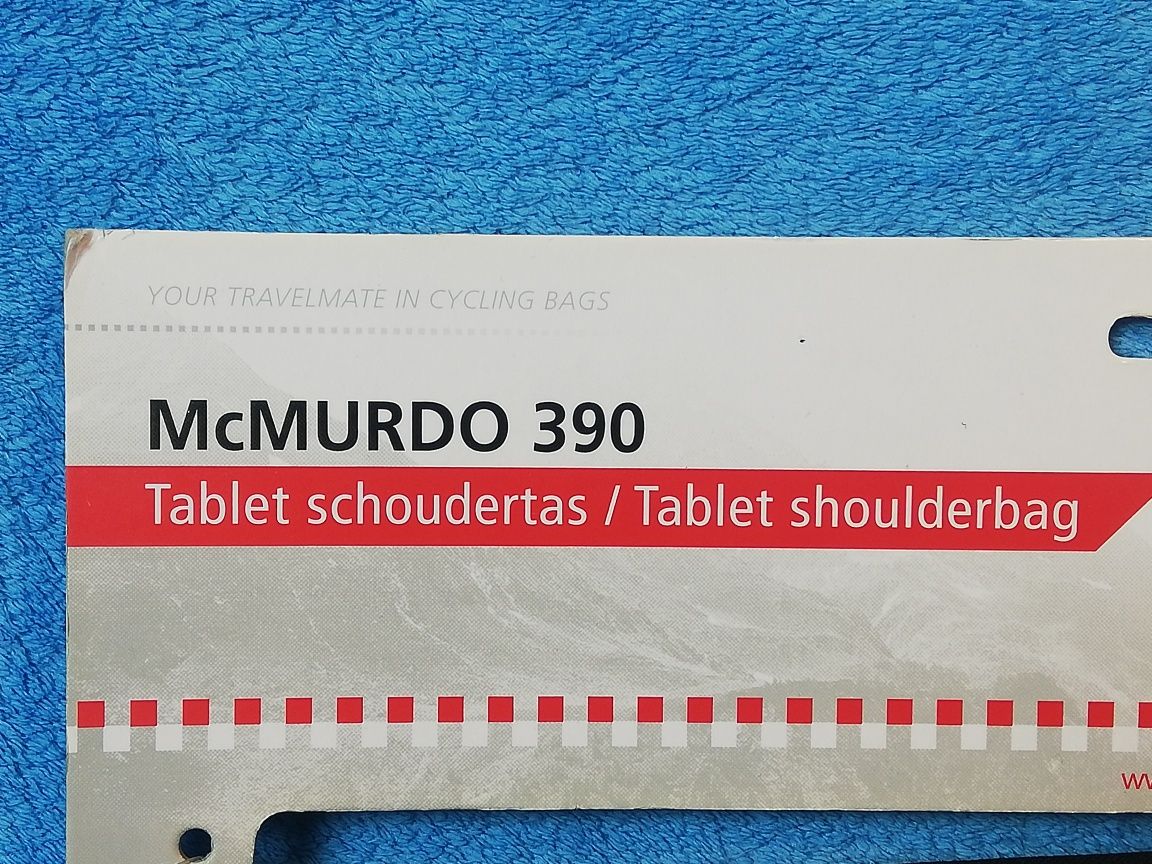 YOUR TRAVELMATE IN CYCLING BAGS
McMURDO 390
Tablet schoudertas / Tablet shoulderbag